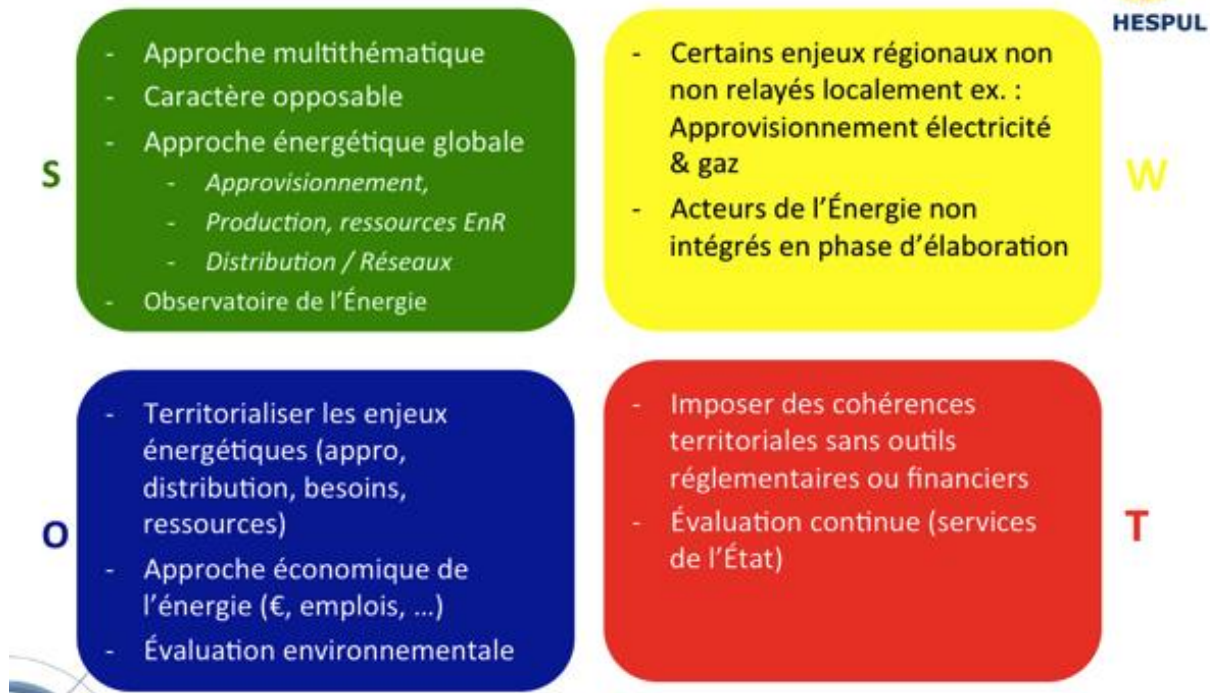 HESPUL
S
- Approche multithématique
- Caractère opposable
- Approche énergétique globale
- Approvisionnement,
- Production, ressources EnR
- Distribution / Réseaux
- Observatoire de l'Énergie
- Certains enjeux régionaux non
non relayés localement ex. :
Approvisionnement électricité
& gaz
- Acteurs de l'Énergie non
intégrés en phase d'élaboration
W
O
- Territorialiser les enjeux
énergétiques (appro,
distribution, besoins,
ressources)
- Approche économique de
l'énergie (€, emplois, …)
- Évaluation environnementale
- Imposer des cohérences
territoriales sans outils
réglementaires ou financiers
- Évaluation continue (services
de l'État)
T